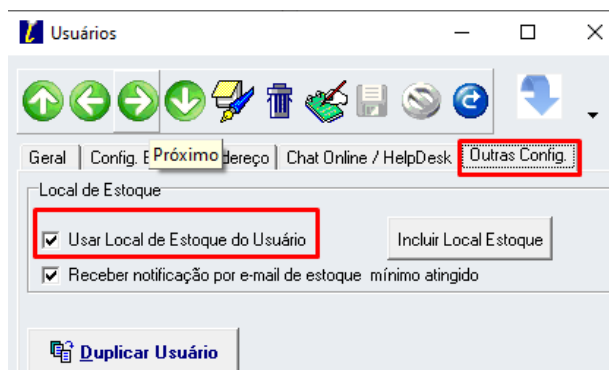 Usuários
Geral Config. E Próximo dereço Chat Online / HelpDesk Outras Config.
Local de Estoque
Usar Local de Estoque do Usuário Incluir Local Estoque
Receber notificação por e-mail de estoque mínimo atingido
Duplicar Usuário